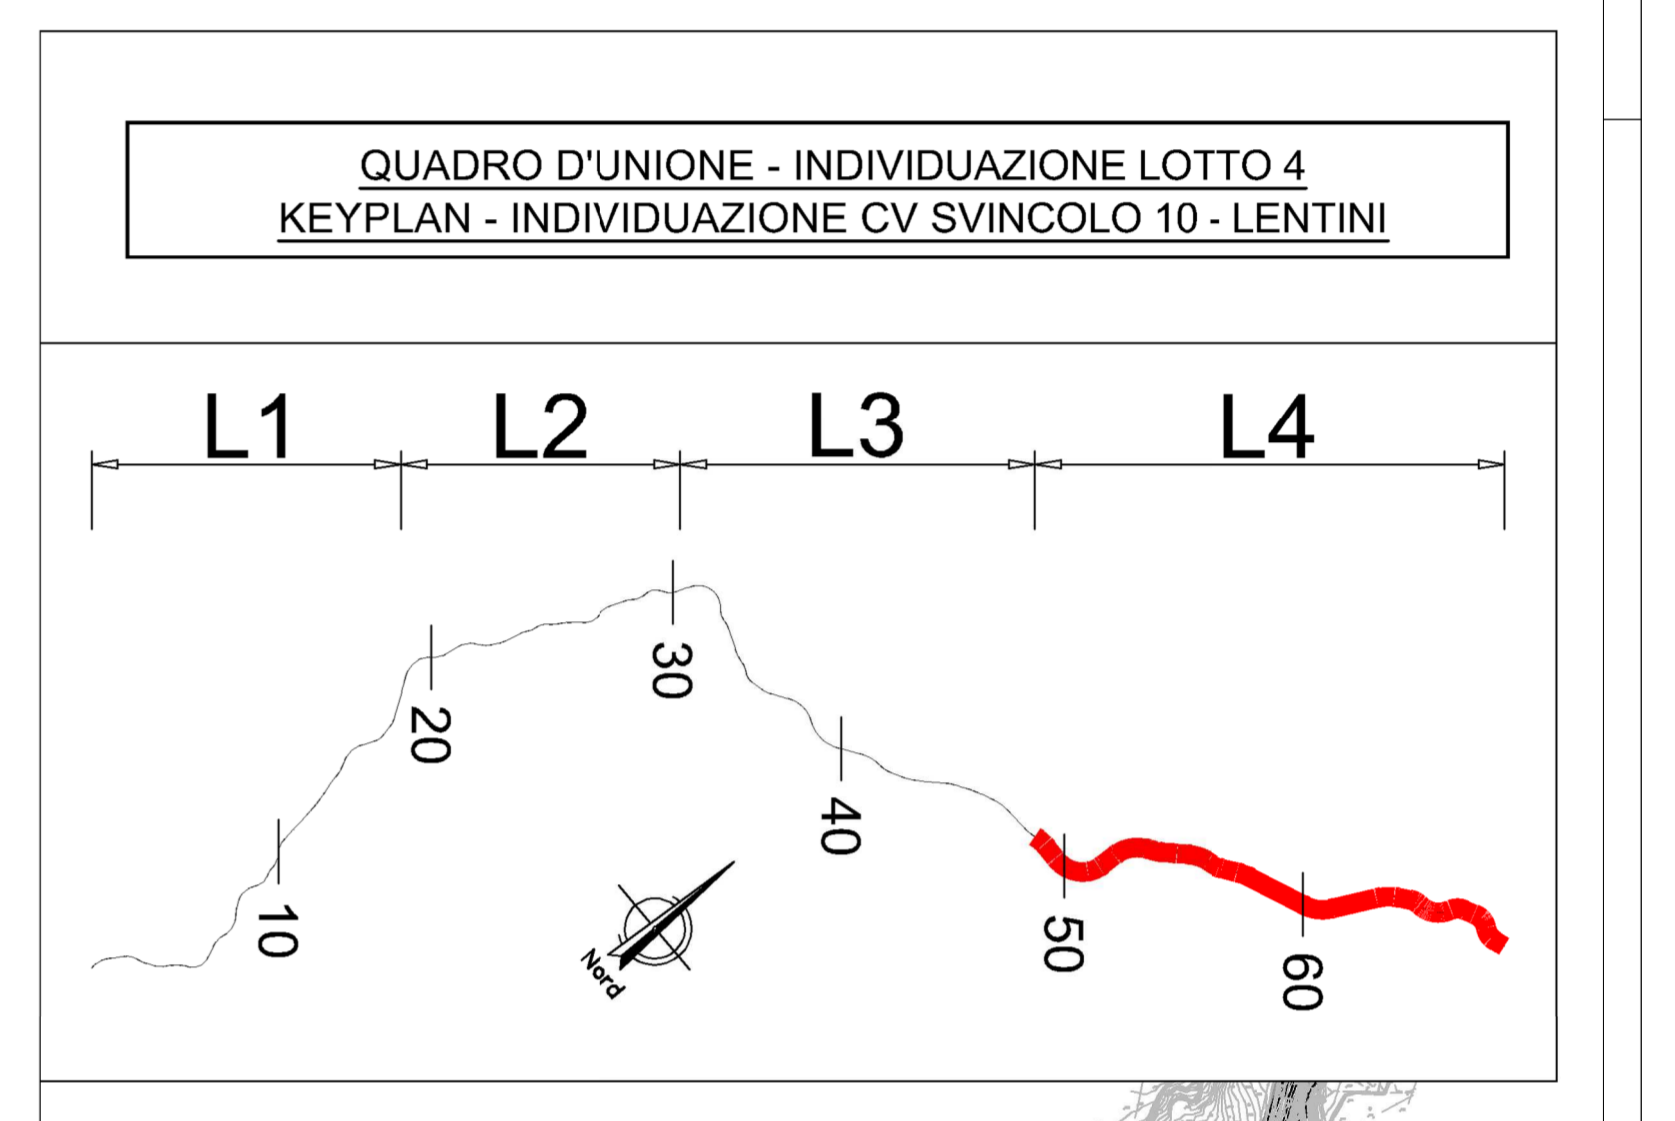 QUADRO D'UNIONE - INDIVIDUAZIONE LOTTO 4
KEYPLAN - INDIVIDUAZIONE CV SVINCOLO 10 - LENTINI
L1 L2 L3 L4
10
20
30
40
50
60
Nord